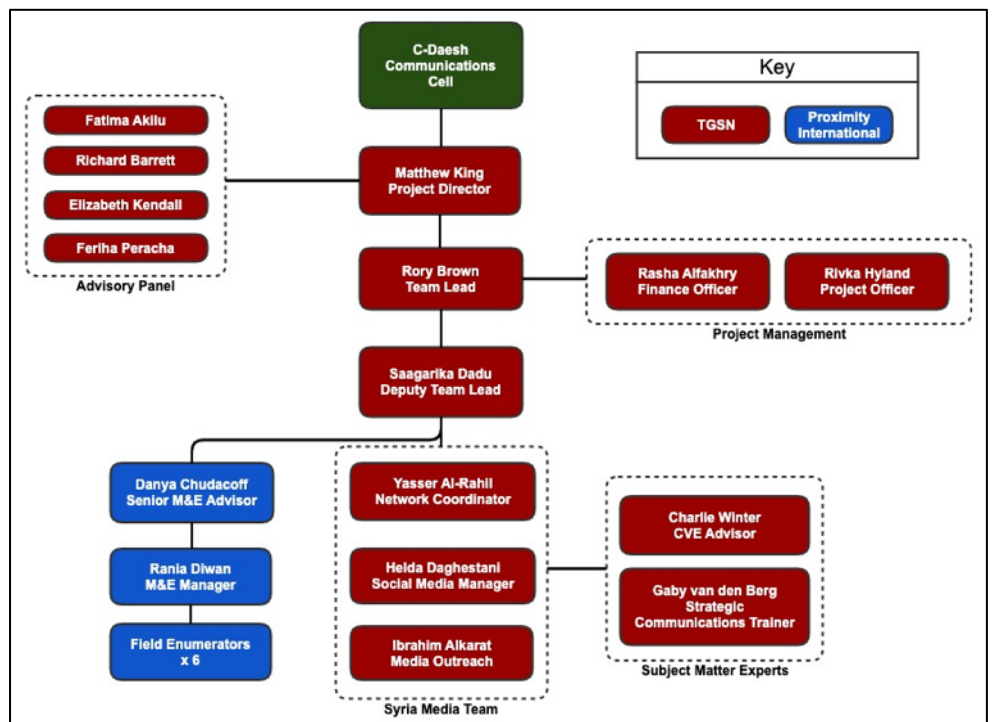 C-Daesh
Communications
Cell
Key
TGSN
Proximity
International
Fatima Akilu
Richard Barrett
Elizabeth Kendall
Feriha Peracha
Advisory Panel
Matthew King
Project Director
Rory Brown
Team Lead
Rasha Alfakhry
Finance Officer
Rivka Hyland
Project Officer
Project Management
Saagarika Dadu
Deputy Team Lead
Danya Chudacoff
Senior M&E Advisor
Rania Diwan
M&E Manager
Field Enumerators
x 6
Yasser Al-Rahil
Network Coordinator
Helda Daghestani
Social Media Manager
Ibrahim Alkarat
Media Outreach
Syria Media Team
Charlie Winter
CVE Advisor
Gaby van den Berg
Strategic
Communications Trainer
Subject Matter Experts